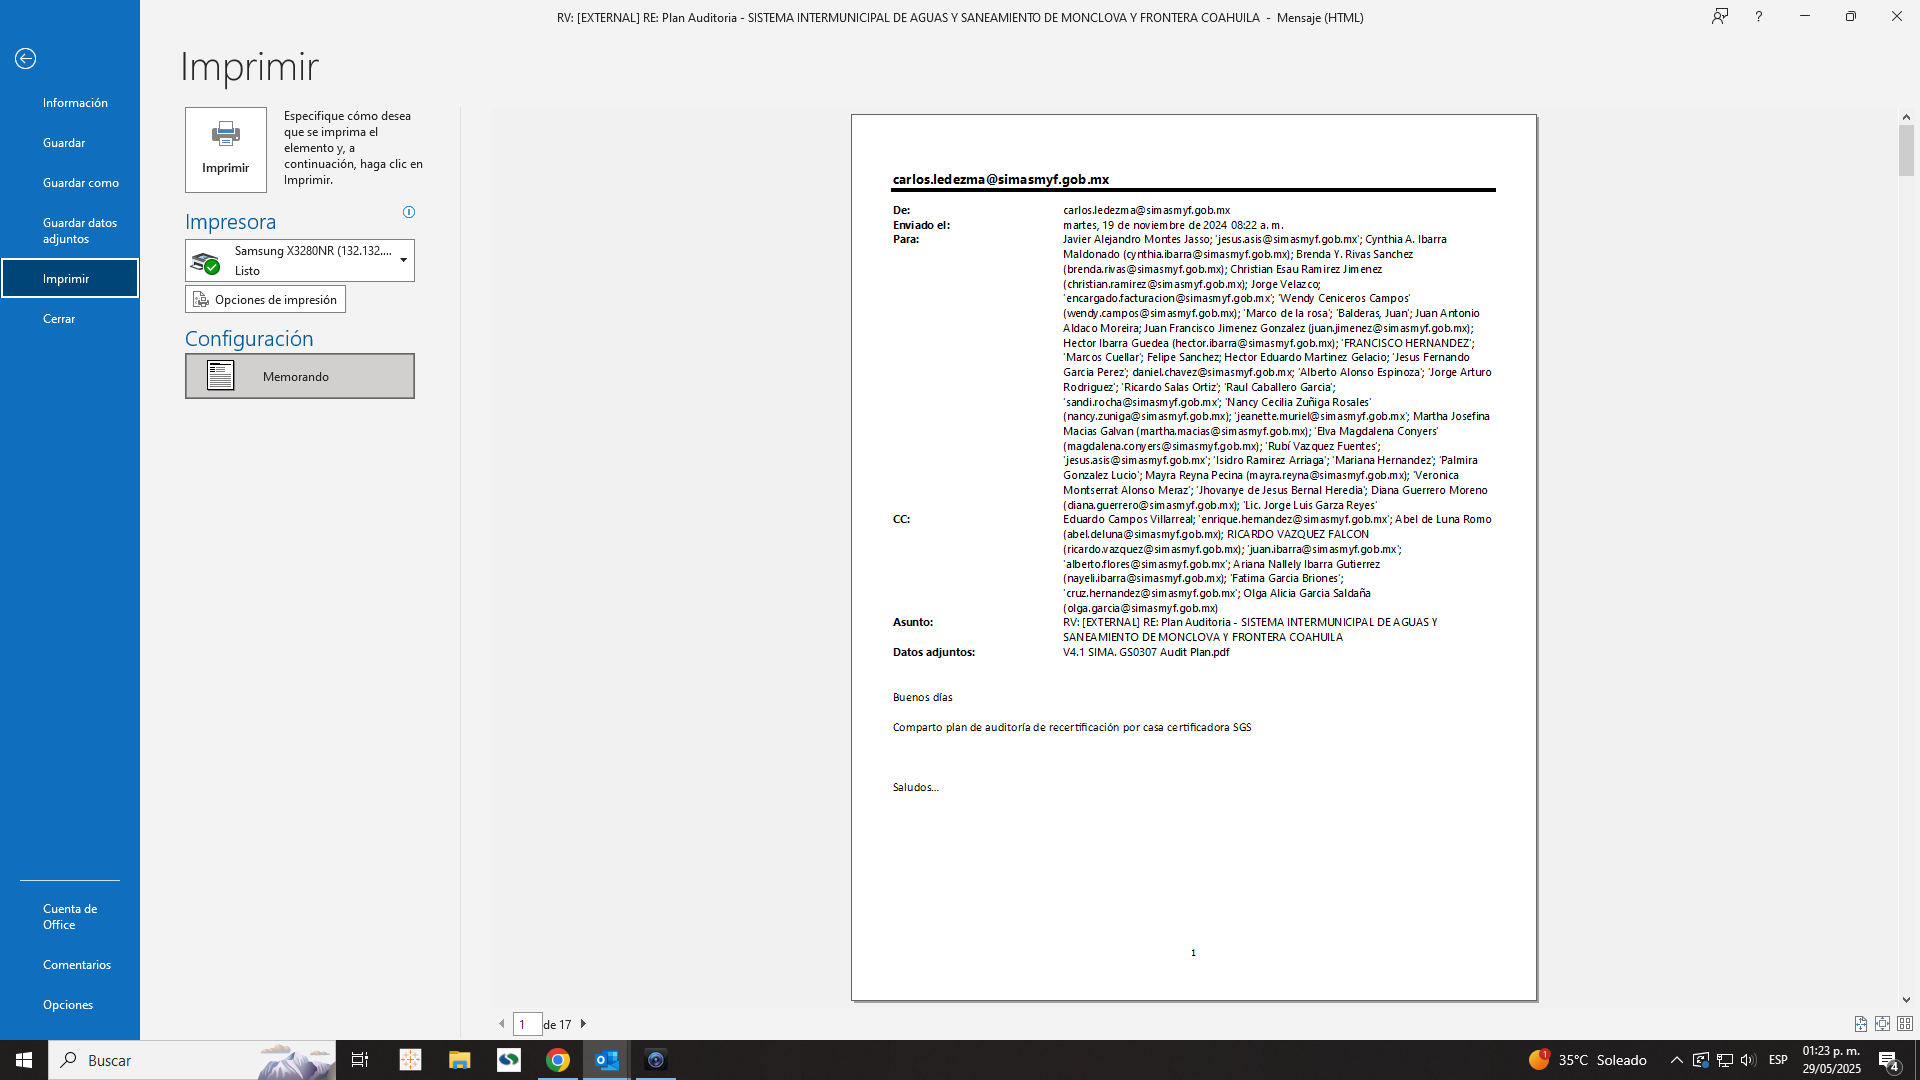 RV: [EXTERNAL] RE: Plan Auditoria - SISTEMA INTERMUNICIPAL DE AGUAS Y SANEAMIENTO DE MONCLOVA Y FRONTERA COAHUILA - Mensaje (HTML)
?
Información
Guardar
Guardar como
Guardar datos
adjuntos
Imprimir
Cerrar
Cuenta de
Office
Comentarios
Opciones
Imprimir
Imprimir
Especifique cómo desea
que se imprima el
elemento y, a
continuación, haga clic en
Imprimir.
Impresora
Samsung X3280NR (132.132....
Listo
Opciones de impresión
Configuración
Memorando
carlos.ledezma@simasmyf.gob.mx
De: carlos.ledezma@simasmyf.gob.mx
Enviado el: martes, 19 de noviembre de 2024 08:22 a. m.
Para: Javier Alejandro Montes Jasso; 'jesus.asis@simasmyf.gob.mx'; Cynthia A. Ibarra
Maldonado (cynthia.ibarra@simasmyf.gob.mx); Brenda Y. Rivas Sanchez
(brenda.rivas@simasmyf.gob.mx); Christian Esau Ramirez Jimenez
(christian.ramirez@simasmyf.gob.mx); Jorge Velazco;
'encargado.facturacion@simasmyf.gob.mx'; 'Wendy Ceniceros Campos'
(wendy.campos@simasmyf.gob.mx); 'Marco de la rosa'; 'Balderas, Juan'; Juan Antonio
Aldaco Moreira; Juan Francisco Jimenez Gonzalez (juan.jimenez@simasmyf.gob.mx);
Hector Ibarra Guedea (hector.ibarra@simasmyf.gob.mx); 'FRANCISCO HERNANDEZ';
'Marcos Cuellar'; Felipe Sanchez; Hector Eduardo Martinez Gelacio; 'Jesus Fernando
Garcia Perez'; daniel.chavez@simasmyf.gob.mx; 'Alberto Alonso Espinoza'; 'Jorge Arturo
Rodriguez'; 'Ricardo Salas Ortiz'; 'Raul Caballero Garcia';
'sandi.rocha@simasmyf.gob.mx'; 'Nancy Cecilia Zuñiga Rosales'
(nancy.zuniga@simasmyf.gob.mx); 'jeanette.muriel@simasmyf.gob.mx'; Martha Josefina
Macias Galvan (martha.macias@simasmyf.gob.mx); 'Elva Magdalena Conyers'
(magdalena.conyers@simasmyf.gob.mx); 'Rubí Vazquez Fuentes';
'jesus.asis@simasmyf.gob.mx'; 'Isidro Ramirez Arriaga'; 'Mariana Hernandez'; 'Palmira
Gonzalez Lucio'; Mayra Reyna Pecina (mayra.reyna@simasmyf.gob.mx); 'Veronica
Montserrat Alonso Meraz'; 'Jhovanye de Jesus Bernal Heredia'; Diana Guerrero Moreno
(diana.guerrero@simasmyf.gob.mx); 'Lic. Jorge Luis Garza Reyes'
CC: Eduardo Campos Villarreal; 'enrique.hernandez@simasmyf.gob.mx'; Abel de Luna Romo
(abel.deluna@simasmyf.gob.mx); RICARDO VAZQUEZ FALCON
(ricardo.vazquez@simasmyf.gob.mx); 'juan.ibarra@simasmyf.gob.mx';
'alberto.flores@simasmyf.gob.mx'; Ariana Nallely Ibarra Gutierrez
(nayeli.ibarra@simasmyf.gob.mx); 'Fatima Garcia Briones';
'cruz.hernandez@simasmyf.gob.mx'; Olga Alicia Garcia Saldaña
(olga.garcia@simasmyf.gob.mx)
Asunto: RV: [EXTERNAL] RE: Plan Auditoria - SISTEMA INTERMUNICIPAL DE AGUAS Y
SANEAMIENTO DE MONCLOVA Y FRONTERA COAHUILA
Datos adjuntos: V4.1 SIMA. GS0307 Audit Plan.pdf
Buenos días
Comparto plan de auditoría de recertificación por casa certificadora SGS
Saludos...
1
1 de 17
Buscar
1
35°C Soleado
ESP
01:23 p. m.
29/05/2025
4